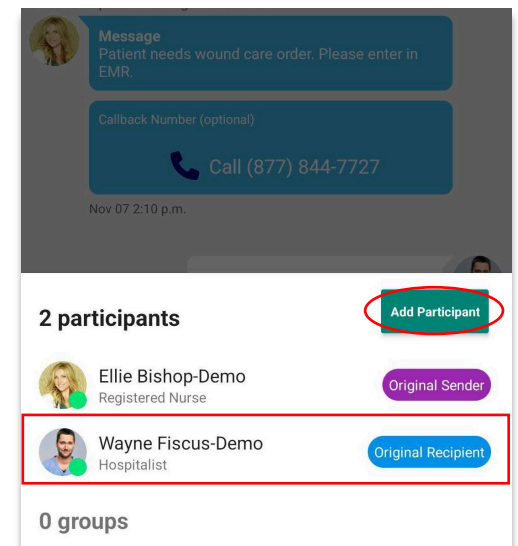 Message
Patient needs wound care order. Please enter in
EMR.
Callback Number (optional)
Call (877) 844-7727
Nov 07 2:10 p.m.
2 participants
Add Participant
Ellie Bishop-Demo
Registered Nurse
Original Sender
Wayne Fiscus-Demo
Hospitalist
Original Recipient
0 groups